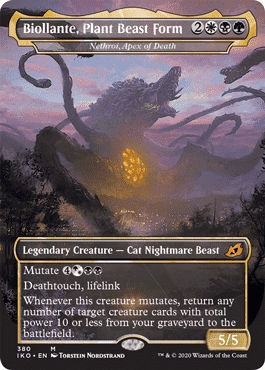 Biollante, Plant Beast Form 2
Nethroi, Apex of Death
Legendary Creature — Cat Nightmare Beast
Mutate 4
Deathtouch, lifelink
Whenever this creature mutates, return any
number of target creature cards with total
power 10 or less from your graveyard to the
battlefield.
5/5
380 M
IKO • EN Torstein Nordstrand
™ & © 2020 Wizards of the Coast